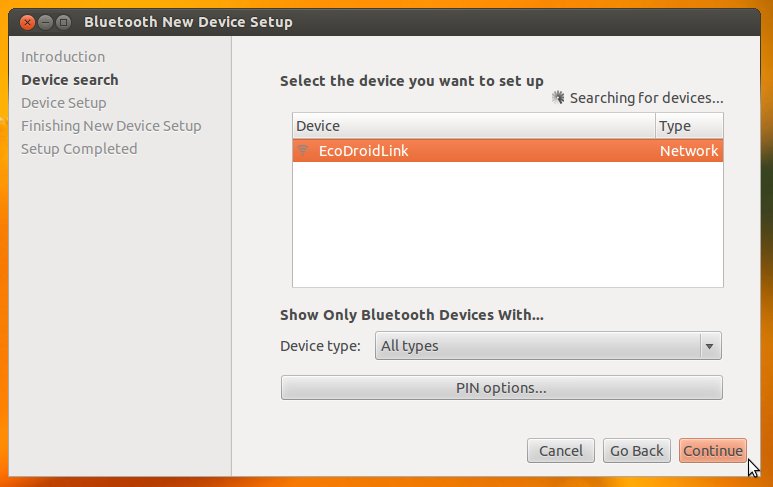 Bluetooth New Device Setup
Introduction
Device search
Device Setup
Finishing New Device Setup
Setup Completed
Select the device you want to set up
Searching for devices...
Device Type
EcoDroidLink Network
Show Only Bluetooth Devices With...
Device type: All types
PIN options...
Cancel Go Back Continue